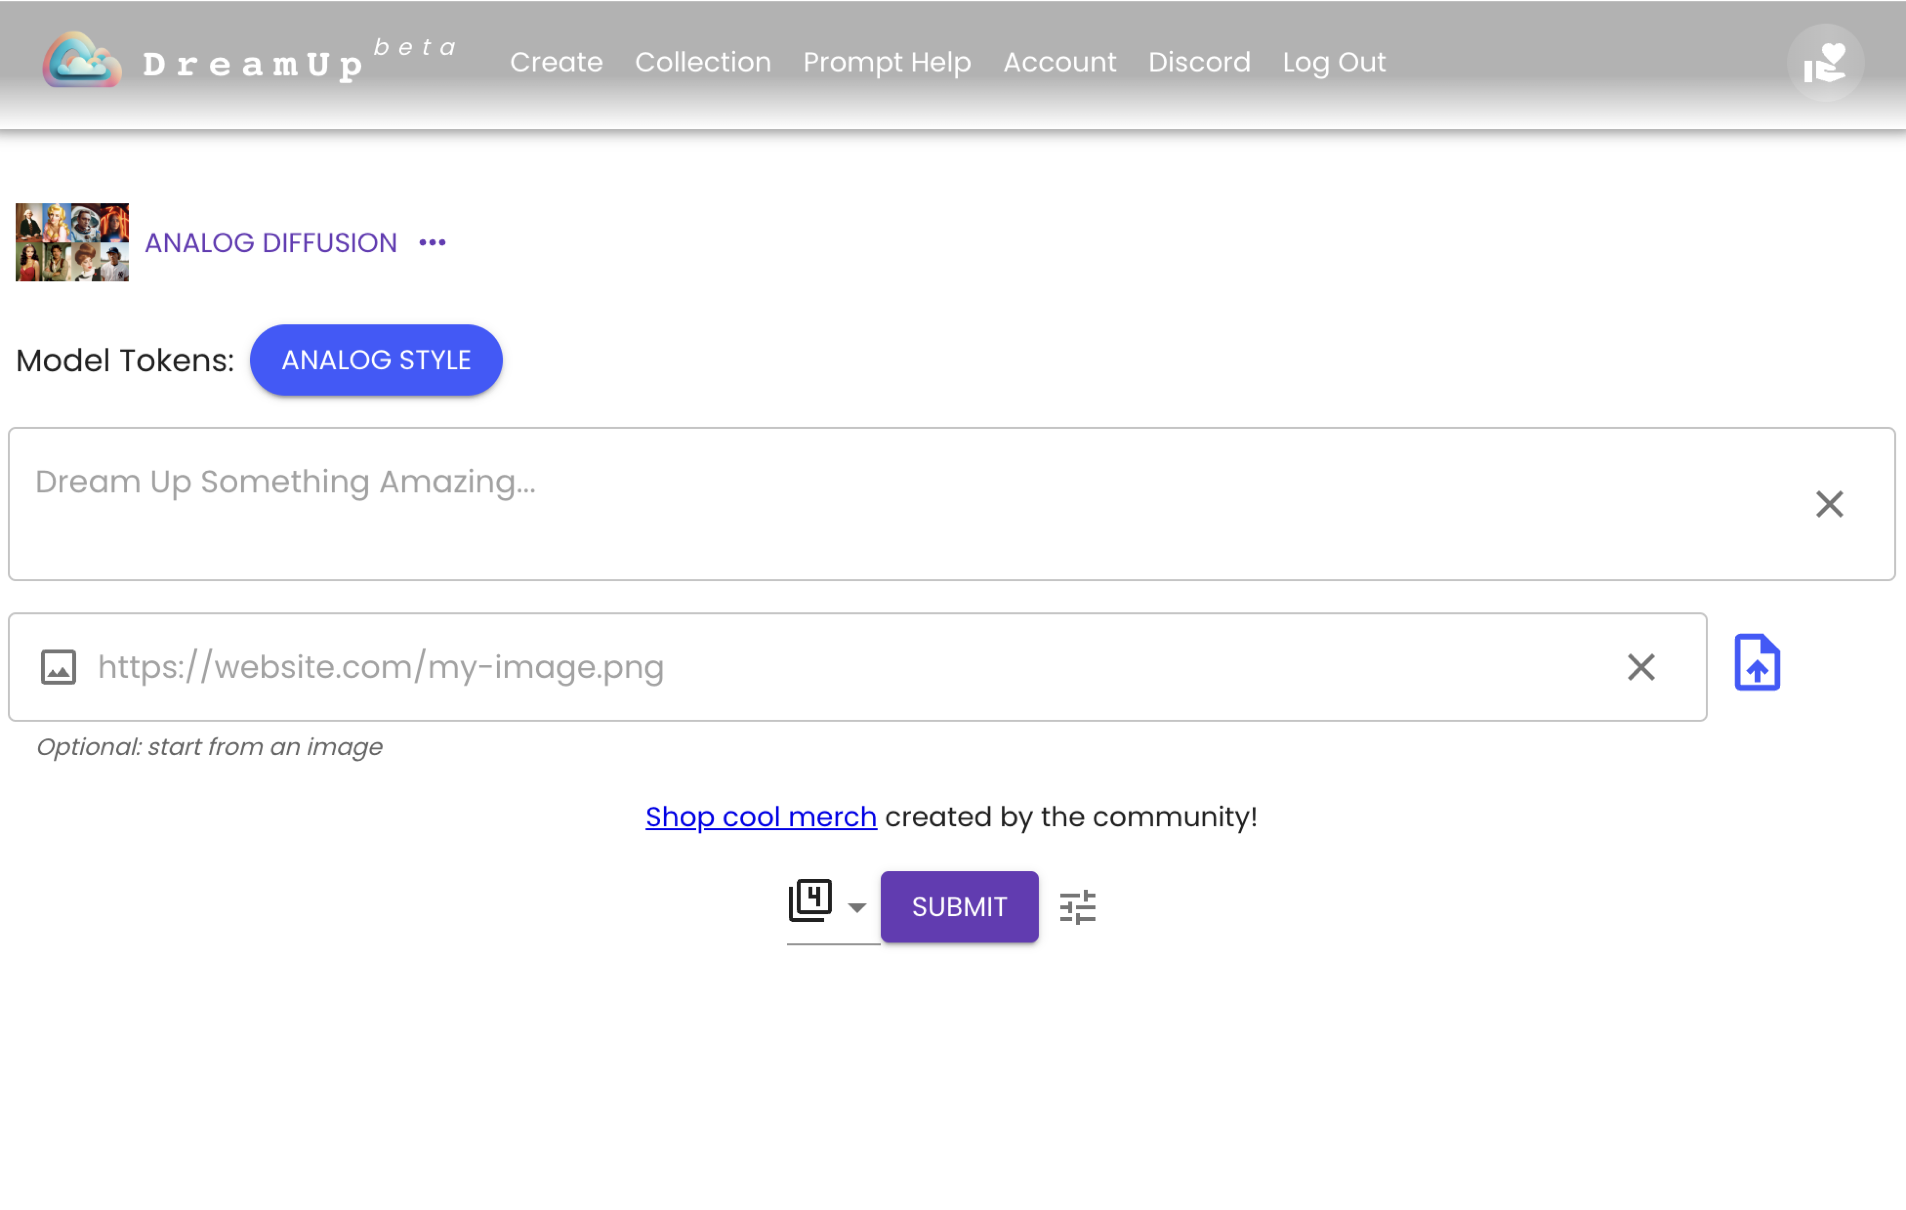 DreamUp beta Create Collection Prompt Help Account Discord Log Out
ANALOG DIFFUSION
Model Tokens: ANALOG STYLE
Dream Up Something Amazing...
https://website.com/my-image.png
Optional: start from an image
Shop cool merch created by the community!
4 SUBMIT